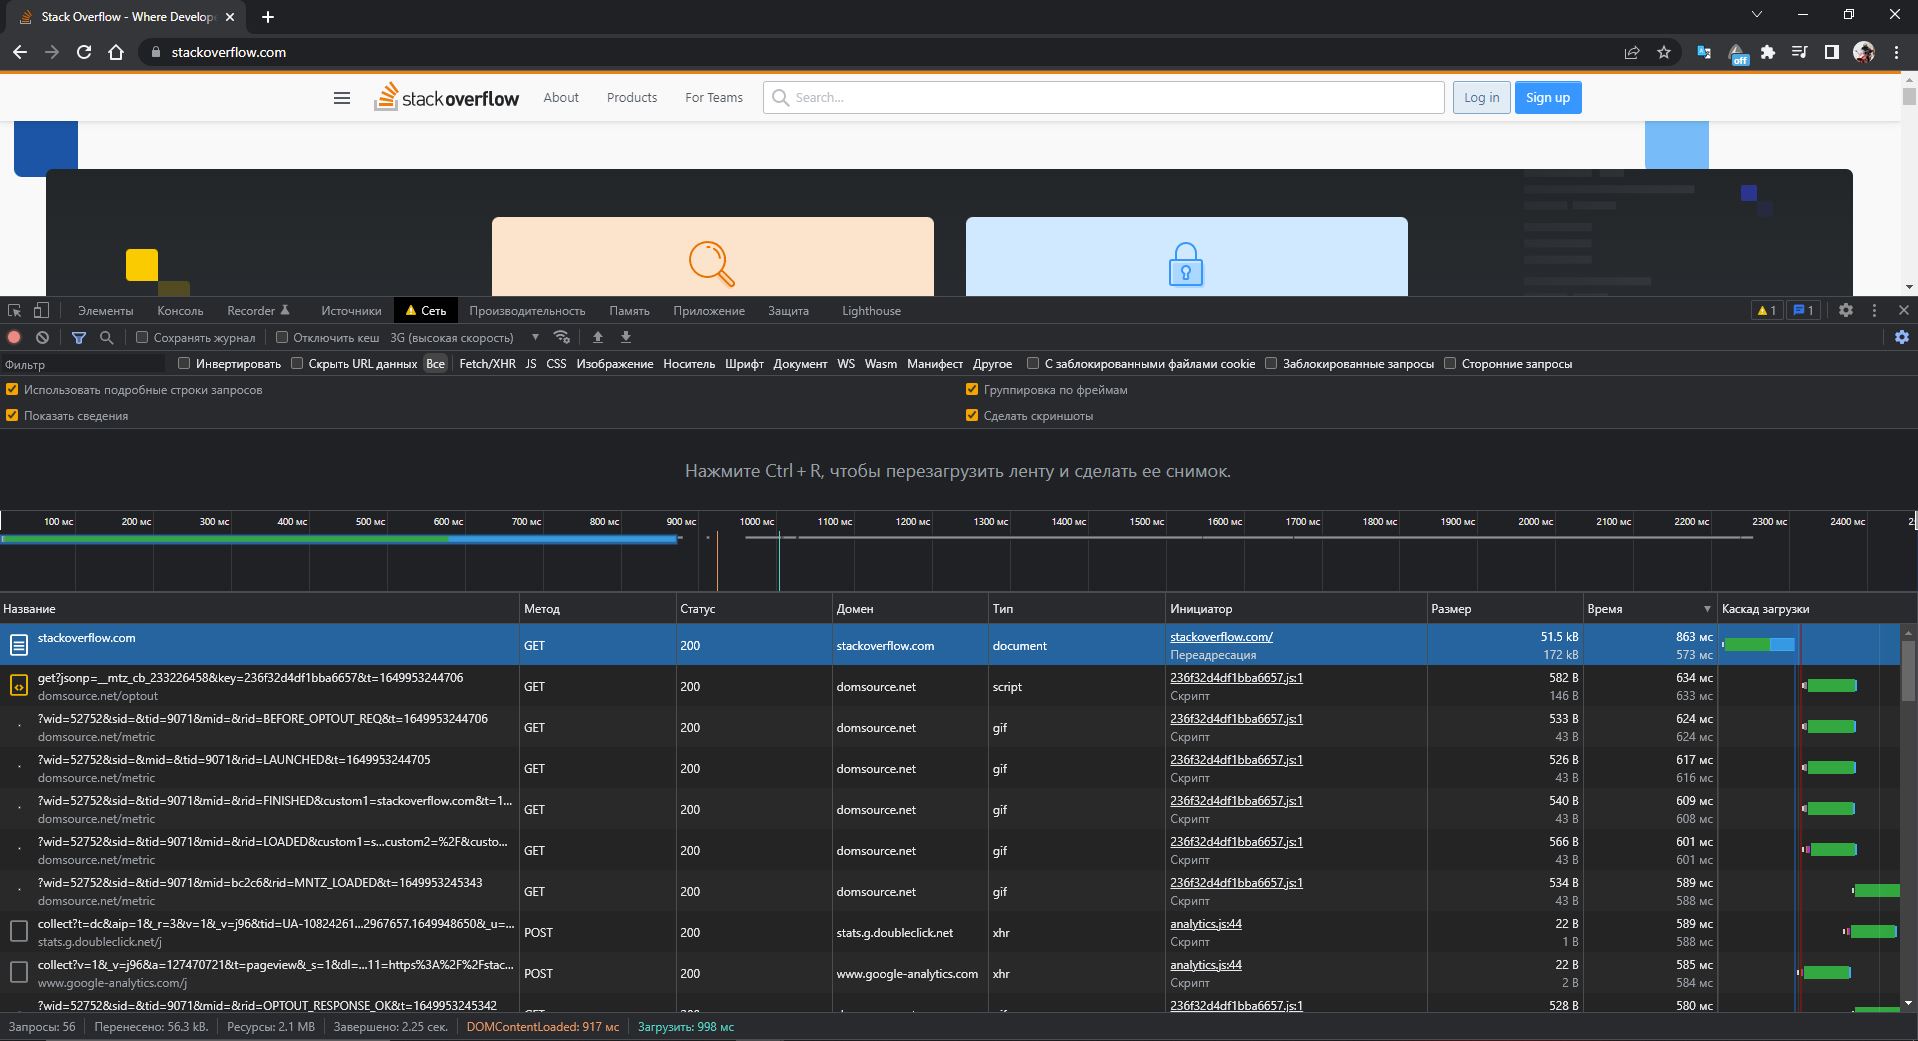 Stack Overflow - Where Develope
stackoverflow.com
off
stackoverflow About Products For Teams Search... Log in Sign up
Элементы Консоль Recorder Источники Сеть Производительность Память Приложение Защита Lighthouse 1 1
Сохранять журнал Отключить кеш 3G (высокая скорость)
Фильтр Инвертировать Скрыть URL данных Все Fetch/XHR JS CSS Изображение Носитель Шрифт Документ WS Wasm Манифест Другое С заблокированными файлами cookie Заблокированные запросы Сторонние запросы
Использовать подробные строки запросов Группировка по фреймам
Показать сведения Сделать скриншоты
Нажмите Ctrl + R, чтобы перезагрузить ленту и сделать ее снимок.
100 мс 200 мс 300 мс 400 мс 500 мс 600 мс 700 мс 800 мс 900 мс 1000 мс 1100 мс 1200 мс 1300 мс 1400 мс 1500 мс 1600 мс 1700 мс 1800 мс 1900 мс 2000 мс 2100 мс 2200 мс 2300 мс 2400 мс
Название Метод Статус Домен Тип Инициатор Размер Время Каскад загрузки
stackoverflow.com GET 200 stackoverflow.com document stackoverflow.com/ 51.5 kB 863 мс
Переадресация 172 kB 573 мс
get?jsonp=__mtz_cb_233226458&key=236f32d4df1bba6657&t=1649953244706 GET 200 domsource.net script 236f32d4df1bba6657.js:1 582 B 634 мс
domsource.net/optout Скрипт 146 B 633 мс
?wid=52752&sid=&tid=9071&mid=&rid=BEFORE_OPTOUT_REQ&t=1649953244706 GET 200 domsource.net gif 236f32d4df1bba6657.js:1 533 B 624 мс
domsource.net/metric Скрипт 43 B 624 мс
?wid=52752&sid=&mid=&tid=9071&rid=LAUNCHED&t=1649953244705 GET 200 domsource.net gif 236f32d4df1bba6657.js:1 526 B 617 мс
domsource.net/metric Скрипт 43 B 616 мс
?wid=52752&sid=&tid=9071&mid=&rid=FINISHED&custom1=stackoverflow.com&t=1... GET 200 domsource.net gif 236f32d4df1bba6657.js:1 540 B 609 мс
domsource.net/metric Скрипт 43 B 608 мс
?wid=52752&sid=&tid=9071&mid=&rid=LOADED&custom1=s...custom2=%2F&custo... GET 200 domsource.net gif 236f32d4df1bba6657.js:1 566 B 601 мс
domsource.net/metric Скрипт 43 B 601 мс
?wid=52752&sid=&tid=9071&mid=bc2c6&rid=MNTZ_LOADED&t=1649953245343 GET 200 domsource.net gif 236f32d4df1bba6657.js:1 534 B 589 мс
domsource.net/metric Скрипт 43 B 588 мс
collect?t=dc&aip=1&_r=3&v=1&_v=j96&tid=UA-10824261...2967657.1649948650&_u=... POST 200 stats.g.doubleclick.net xhr analytics.js:44 22 B 589 мс
stats.g.doubleclick.net/j Скрипт 1 B 588 мс
collect?v=1&_v=j96&a=127470721&t=pageview&_s=1&dl=...11=https%3A%2F%2Fstac... POST 200 www.google-analytics.com xhr analytics.js:44 22 B 585 мс
www.google-analytics.com/j Скрипт 2 B 584 мс
?wid=52752&sid=&tid=9071&mid=&rid=OPTOUT_RESPONSE_OK&t=1649953245342 236f32d4df1bba6657.js:1 528 B 580 мс
Запросы: 56 Перенесено: 56.3 kB. Ресурсы: 2.1 MB Завершено: 2.25 сек. DOMContentLoaded: 917 мс Загрузить: 998 мс